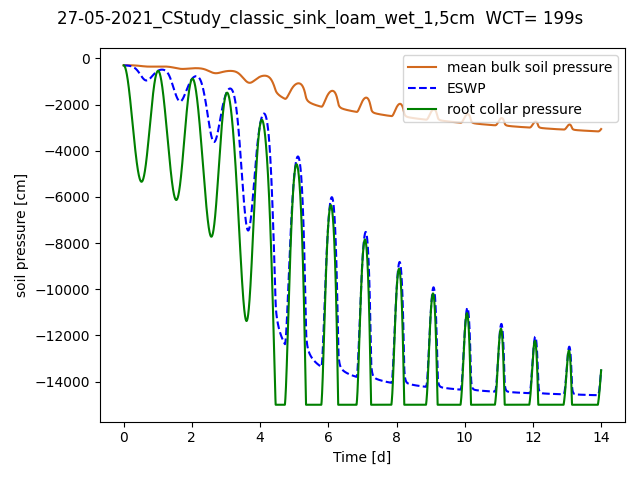 27-05-2021_CStudy_classic_sink_loam_wet_1,5cm  WCT= 199s
mean bulk soil pressure
ESWP
root collar pressure
soil pressure [cm]
0
−2000
−4000
−6000
−8000
−10000
−12000
−14000
0 2 4 6 8 10 12 14
Time [d]